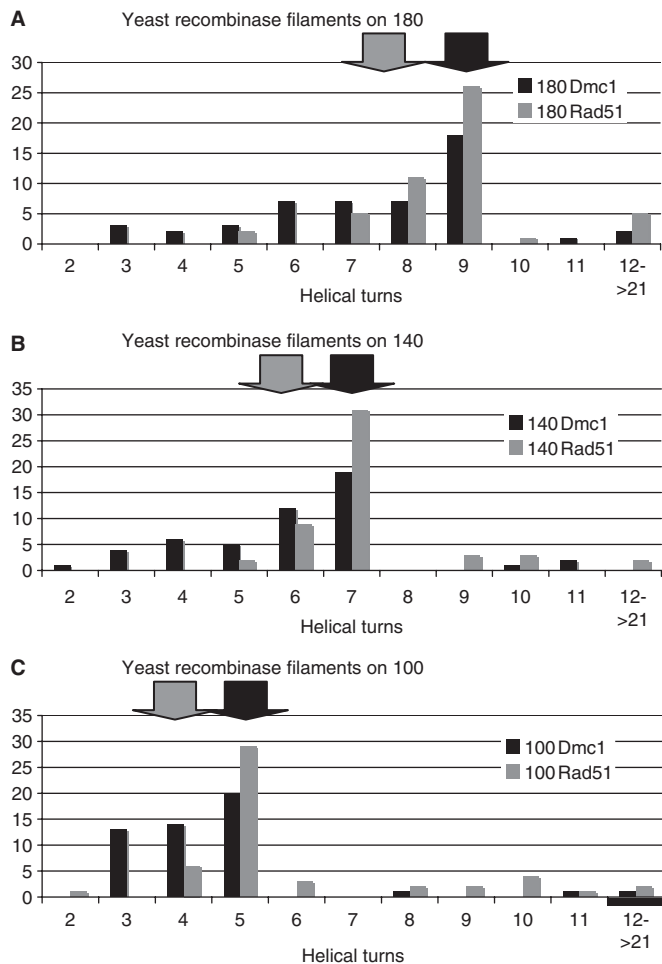 A
Yeast recombinase filaments on 180
30
25
20
15
10
5
0
180 Dmc1
180 Rad51
2 3 4 5 6 7 8 9 10 11 12-
>21
Helical turns
B
Yeast recombinase filaments on 140
35
30
25
20
15
10
5
0
140 Dmc1
140 Rad51
2 3 4 5 6 7 8 9 10 11 12-
>21
Helical turns
C
Yeast recombinase filaments on 100
35
30
25
20
15
10
5
0
100 Dmc1
100 Rad51
2 3 4 5 6 7 8 9 10 11 12-
>21
Helical turns